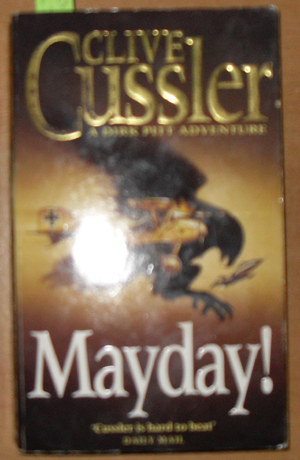 CLIVE
Cussler
A DIRK PITT ADVENTURE
Mayday!
'Cussler is hard to beat'
DAILY MAIL